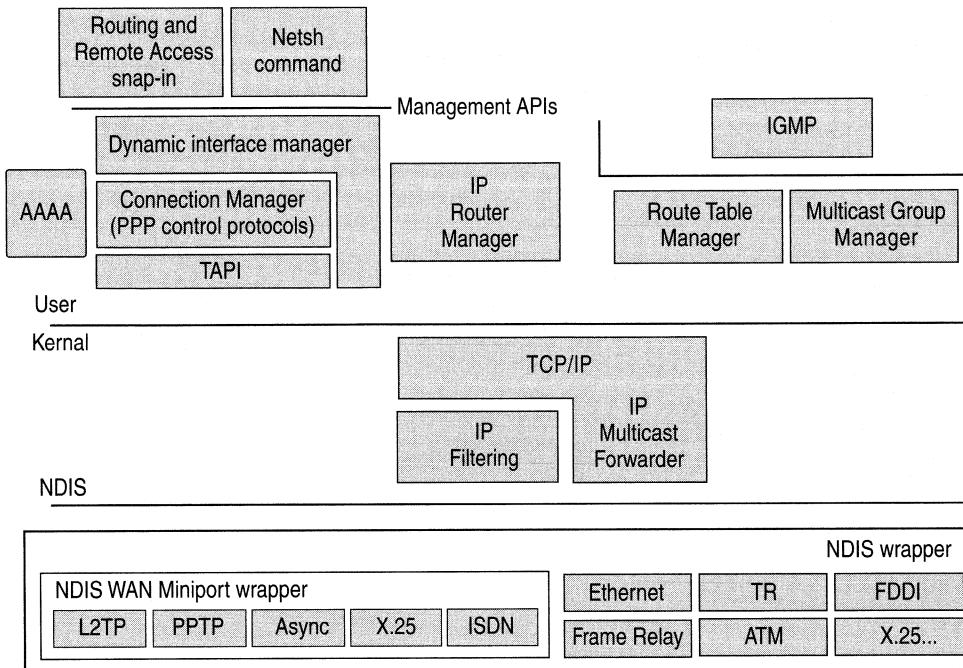 Routing and
Remote Access
snap-in
Netsh
command
Management APIs
IGMP
Dynamic interface manager
AAAA
Connection Manager
(PPP control protocols)
IP
Router
Manager
Route Table
Manager
Multicast Group
Manager
TAPI
User
Kernal
TCP/IP
IP
Filtering
IP
Multicast
Forwarder
NDIS
NDIS wrapper
NDIS WAN Miniport wrapper
L2TP
PPTP
Async
X.25
ISDN
Ethernet
TR
FDDI
Frame Relay
ATM
X.25...